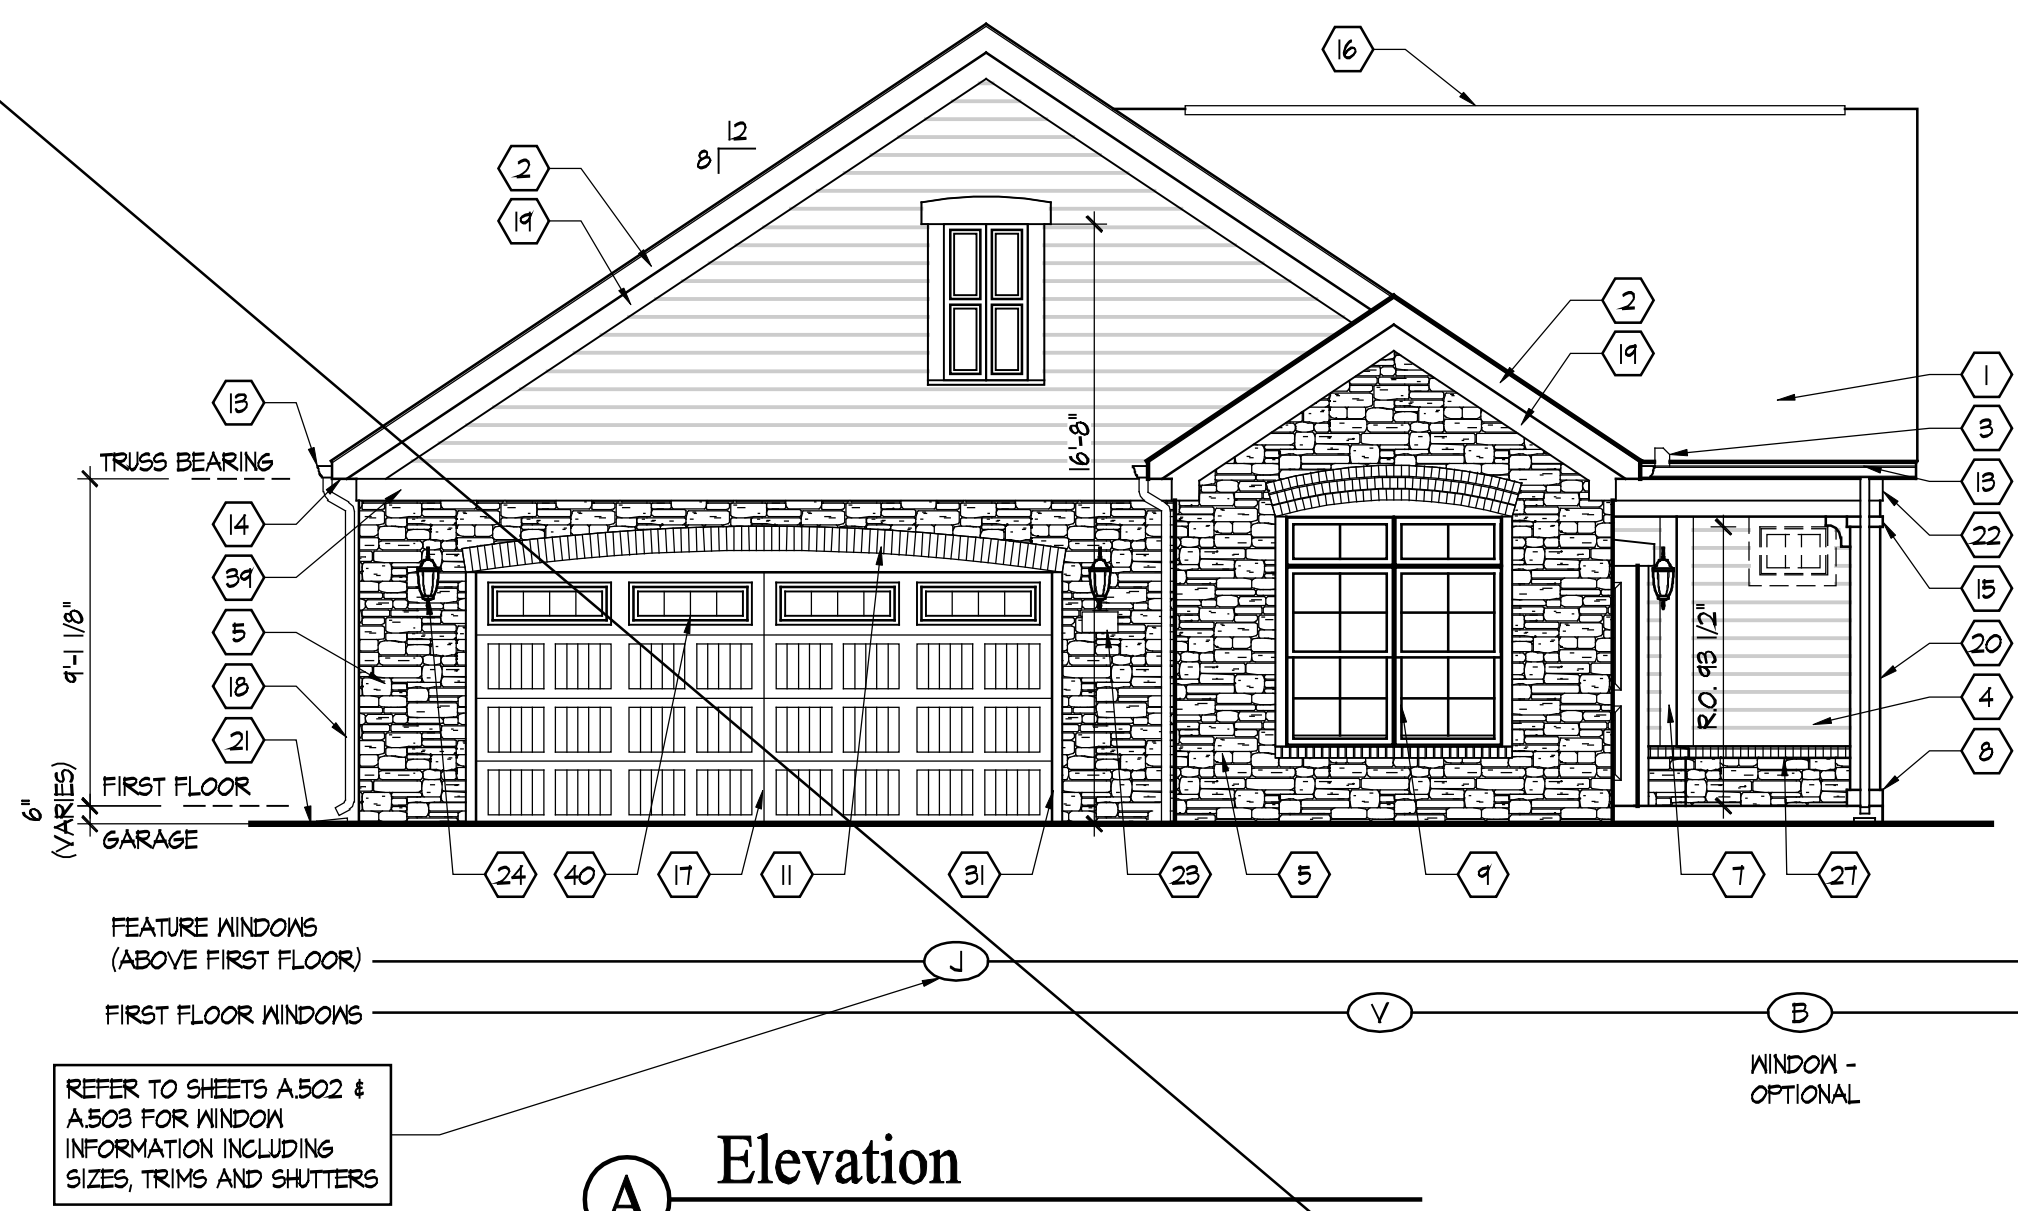 16
12
8
2
19
2
19
1
3
13
13
TRUSS BEARING
16'-8"
14
22
39
15
9'-1 1/8"
5
R.O. 93 1/2"
20
18
4
21
8
FIRST FLOOR
6"
(VARIES)
GARAGE
24
40
17
11
31
23
5
9
7
27
FEATURE WINDOWS
(ABOVE FIRST FLOOR)
J
FIRST FLOOR WINDOWS
V
B
WINDOW -
OPTIONAL
REFER TO SHEETS A.502 &
A.503 FOR WINDOW
INFORMATION INCLUDING
SIZES, TRIMS AND SHUTTERS
Elevation
A